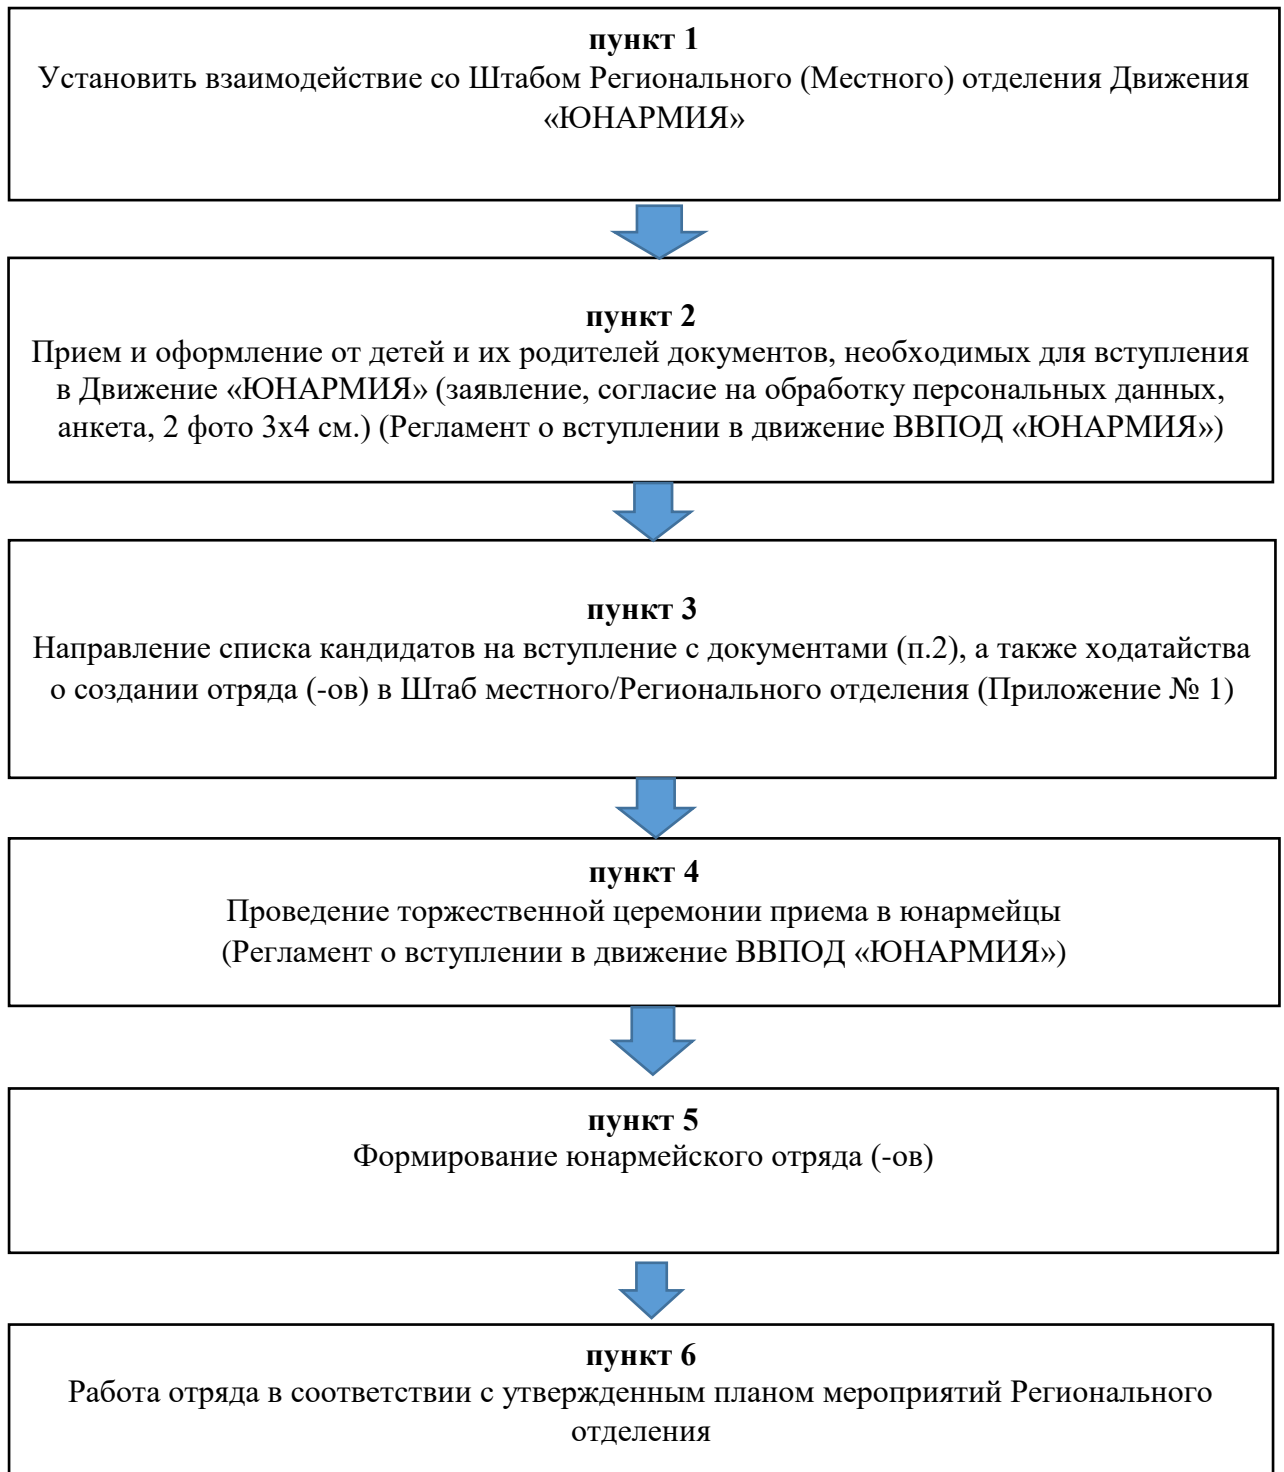 пункт 1
Установить взаимодействие со Штабом Регионального (Местного) отделения Движения
«ЮНАРМИЯ»
пункт 2
Прием и оформление от детей и их родителей документов, необходимых для вступления
в Движение «ЮНАРМИЯ» (заявление, согласие на обработку персональных данных,
анкета, 2 фото 3х4 см.) (Регламент о вступлении в движение ВВПОД «ЮНАРМИЯ»)
пункт 3
Направление списка кандидатов на вступление с документами (п.2), а также ходатайства
о создании отряда (-ов) в Штаб местного/Регионального отделения (Приложение № 1)
пункт 4
Проведение торжественной церемонии приема в юнармейцы
(Регламент о вступлении в движение ВВПОД «ЮНАРМИЯ»)
пункт 5
Формирование юнармейского отряда (-ов)
пункт 6
Работа отряда в соответствии с утвержденным планом мероприятий Регионального
отделения